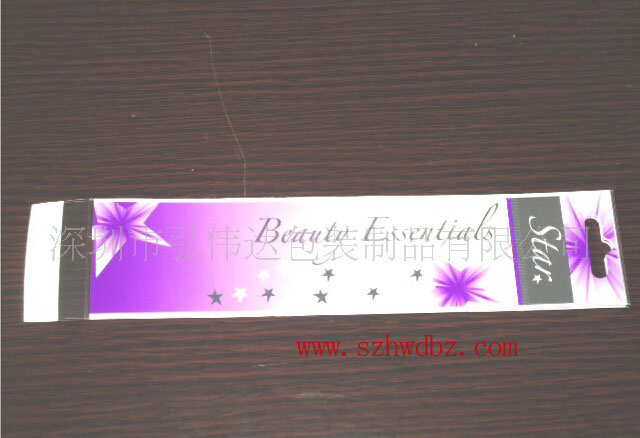 Beauty Essentials
Star
深圳市弘伟达包装制品有限公司
www.szhwdbz.com